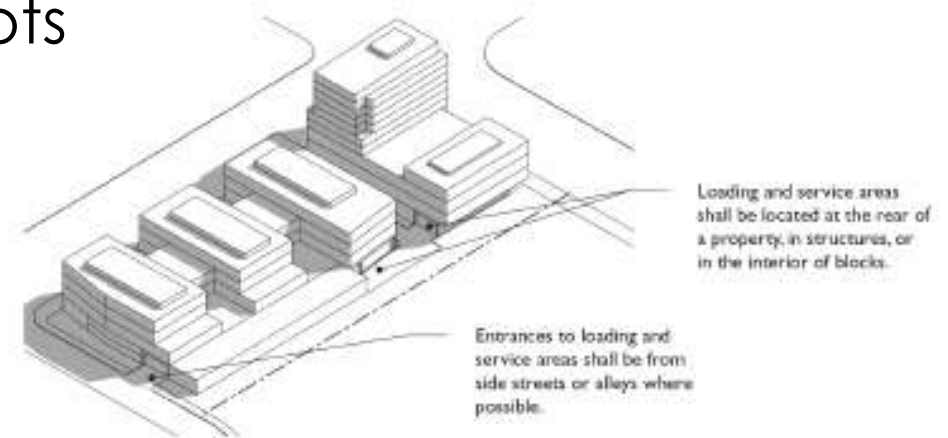 ots
Loading and service areas
shall be located at the rear of
a property, in structures, or
in the interior of blocks.
Entrances to loading and
service areas shall be from
side streets or alleys where
possible.